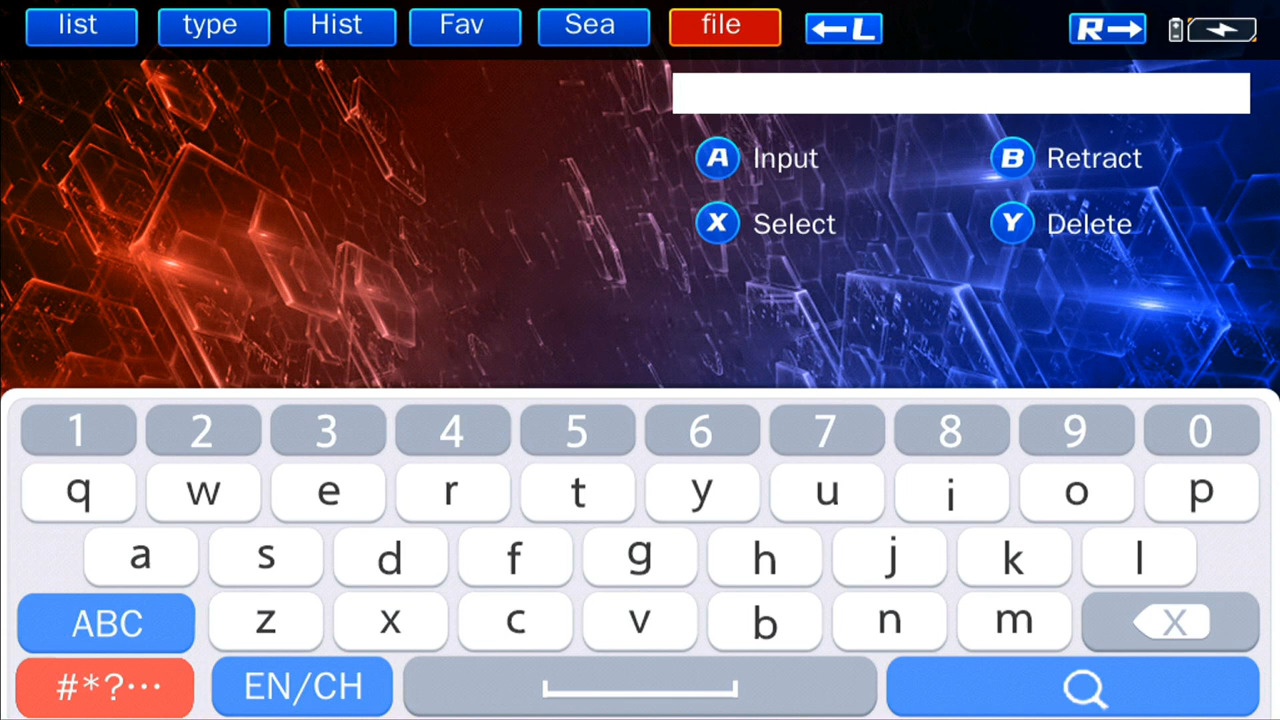 list type Hist Fav Sea file ←L R→
A Input B Retract
X Select Y Delete
1 2 3 4 5 6 7 8 9 0
q w e r t y u i o p
a s d f g h j k l
ABC z x c v b n m X
#*?··· EN/CH